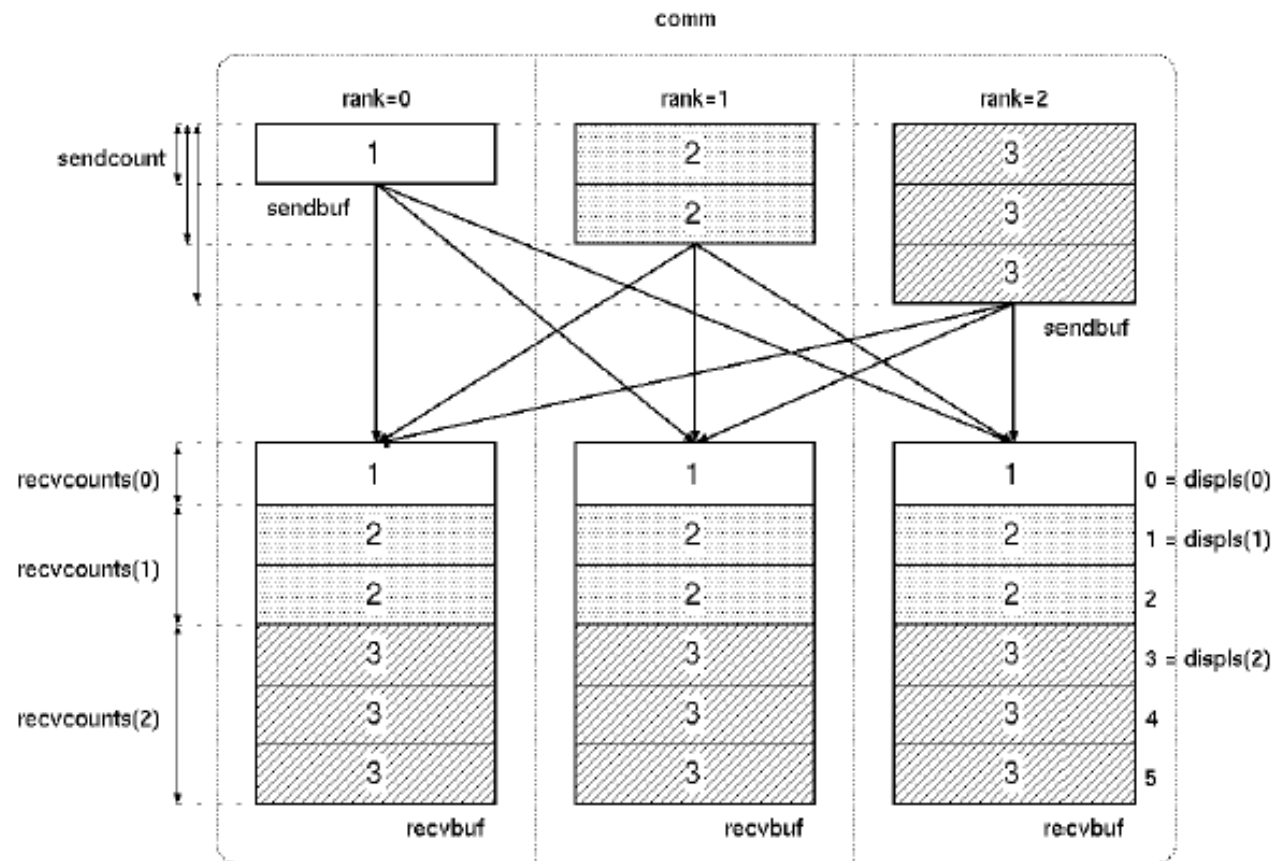 comm
rank=0 rank=1 rank=2
sendcount
1 2 3
sendbuf 2 3
3
sendbuf
recvcounts(0) 1 1 1 0 = displs(0)
2 2 2 1 = displs(1)
recvcounts(1)
2 2 2 2
3 3 3 3 = displs(2)
recvcounts(2) 3 3 3 4
3 3 3 5
recvbuf recvbuf recvbuf